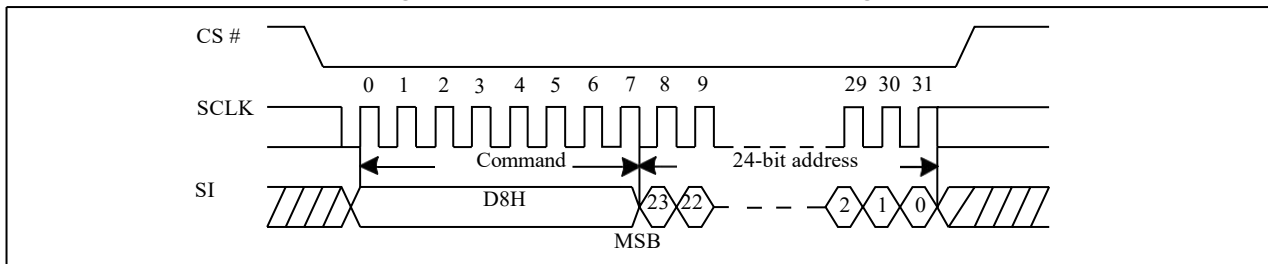 CS #
0 1 2 3 4 5 6 7 8 9 29 30 31
SCLK
Command 24-bit address
SI
D8H 23 22 2 1 0
MSB